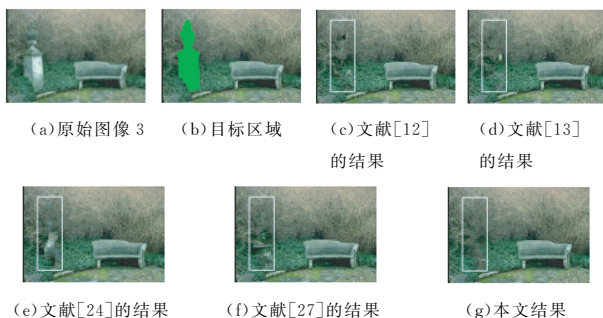 (a)原始图像 3
(b)目标区域
(c)文献[12]
的结果
(d)文献[13]
的结果
(e)文献[24]的结果
(f)文献[27]的结果
(g)本文结果